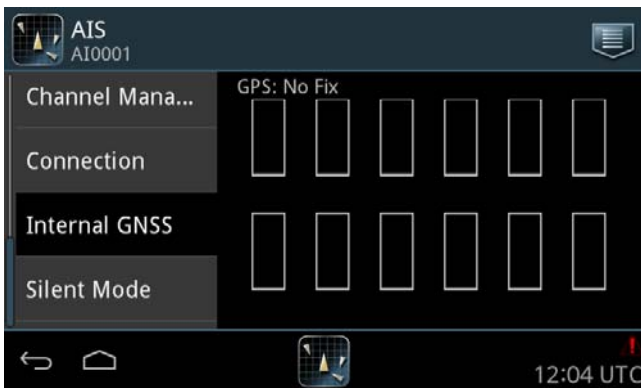 AIS
AI0001
Channel Mana...
GPS: No Fix
Connection
Internal GNSS
Silent Mode
12:04 UTC